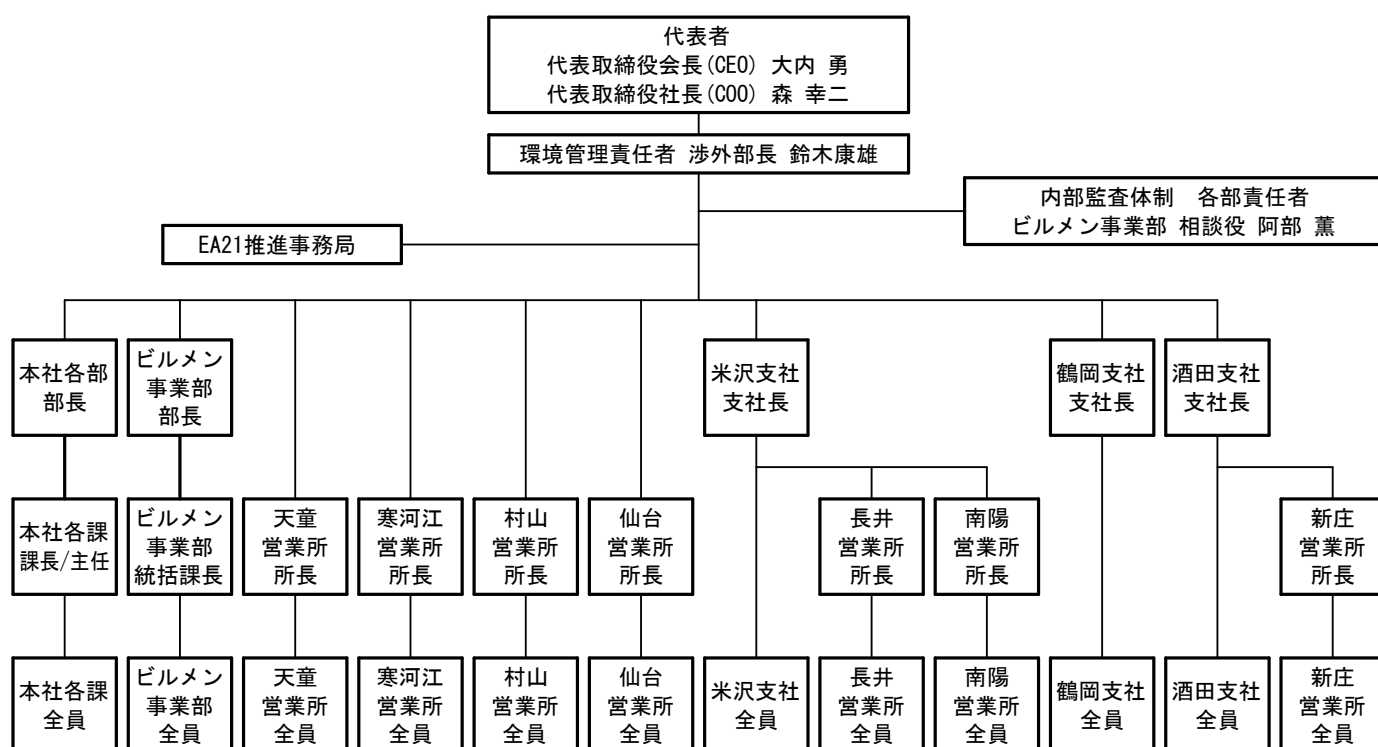 代表者
代表取締役会長(CEO) 大内 勇
代表取締役社長(COO) 森 幸二
環境管理責任者 渉外部長 鈴木康雄
内部監査体制　各部責任者
ビルメン事業部 相談役 阿部 薫
EA21推進事務局
本社各部
部長
ビルメン
事業部
部長
米沢支社
支社長
鶴岡支社
支社長
酒田支社
支社長
本社各課
課長/主任
ビルメン
事業部
統括課長
天童
営業所
所長
寒河江
営業所
所長
村山
営業所
所長
仙台
営業所
所長
長井
営業所
所長
南陽
営業所
所長
新庄
営業所
所長
本社各課
全員
ビルメン
事業部
全員
天童
営業所
全員
寒河江
営業所
全員
村山
営業所
全員
仙台
営業所
全員
米沢支社
全員
長井
営業所
全員
南陽
営業所
全員
鶴岡支社
全員
酒田支社
全員
新庄
営業所
全員